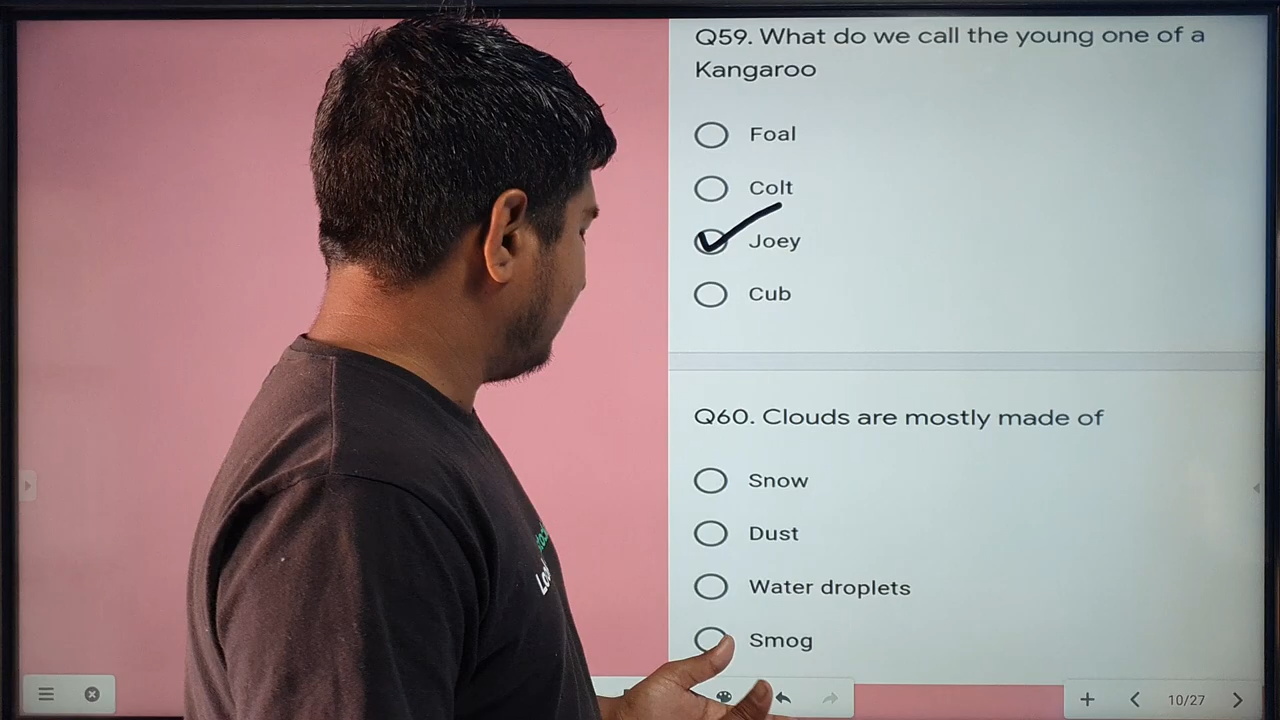 Q59. What do we call the young one of a
Kangaroo
Foal
Colt
Joey
Cub
Q60. Clouds are mostly made of
Snow
Dust
Water droplets
Smog
10/27